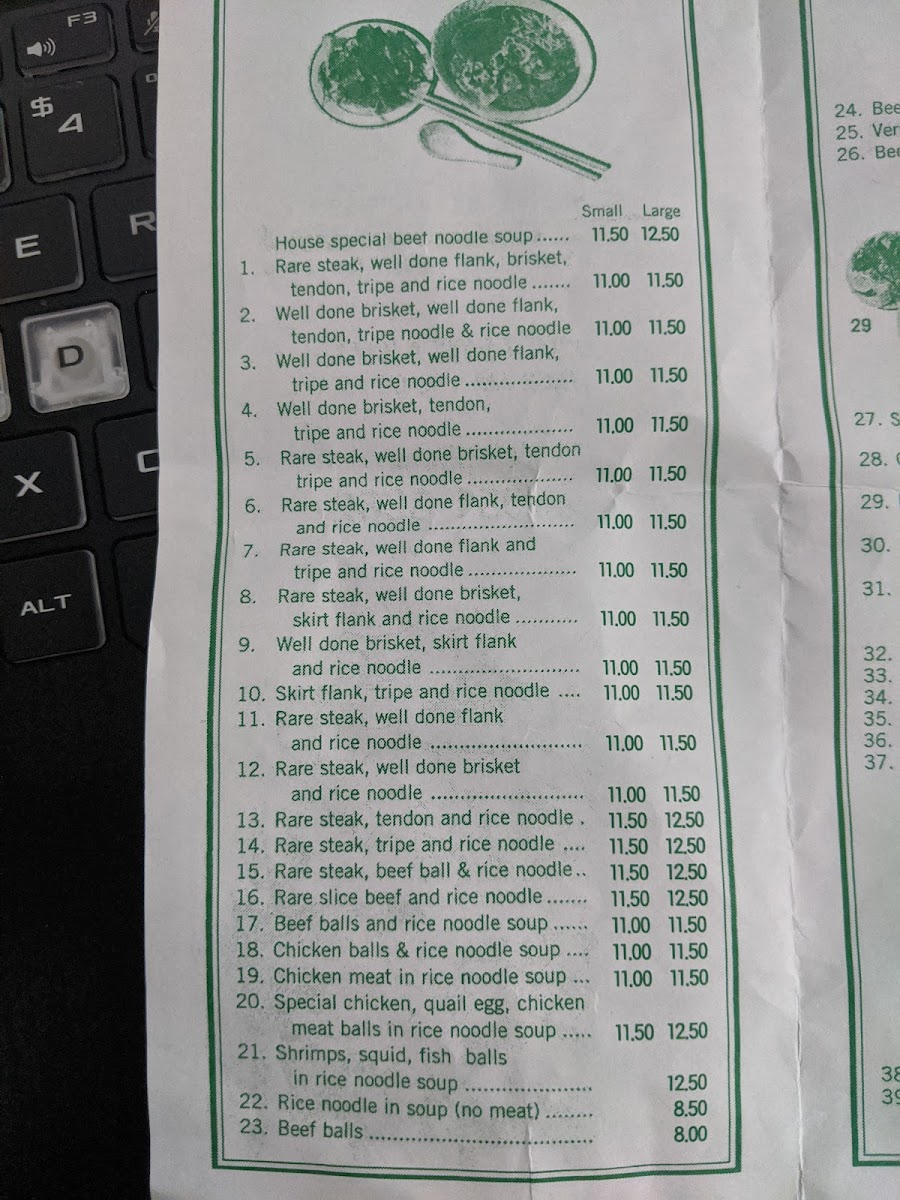 F3
$
4
E
R
D
X
C
ALT
Small Large
House special beef noodle soup...... 11.50 12.50
1. Rare steak, well done flank, brisket,
tendon, tripe and rice noodle ....... 11.00 11.50
2. Well done brisket, well done flank,
tendon, tripe noodle & rice noodle 11.00 11.50
3. Well done brisket, well done flank,
tripe and rice noodle .................... 11.00 11.50
4. Well done brisket, tendon,
tripe and rice noodle ................... 11.00 11.50
5. Rare steak, well done brisket, tendon
tripe and rice noodle ................... 11.00 11.50
6. Rare steak, well done flank, tendon
and rice noodle .......................... 11.00 11.50
7. Rare steak, well done flank and
tripe and rice noodle ................... 11.00 11.50
8. Rare steak, well done brisket,
skirt flank and rice noodle ........... 11.00 11.50
9. Well done brisket, skirt flank
and rice noodle .......................... 11.00 11.50
10. Skirt flank, tripe and rice noodle .... 11.00 11.50
11. Rare steak, well done flank
and rice noodle .......................... 11.00 11.50
12. Rare steak, well done brisket
and rice noodle .......................... 11.00 11.50
13. Rare steak, tendon and rice noodle . 11.50 12.50
14. Rare steak, tripe and rice noodle .... 11.50 12.50
15. Rare steak, beef ball & rice noodle.. 11.50 12.50
16. Rare slice beef and rice noodle....... 11.50 12.50
17. Beef balls and rice noodle soup ...... 11.00 11.50
18. Chicken balls & rice noodle soup .... 11.00 11.50
19. Chicken meat in rice noodle soup ... 11.00 11.50
20. Special chicken, quail egg, chicken
meat balls in rice noodle soup ..... 11.50 12.50
21. Shrimps, squid, fish balls
in rice noodle soup ...................... 12.50
22. Rice noodle in soup (no meat) ........ 8.50
23. Beef balls ....................................... 8.00
24. Bee
25. Ver
26. Bee
29
27. S
28.
29.
30.
31.
32.
33.
34.
35.
36.
37.
38
39